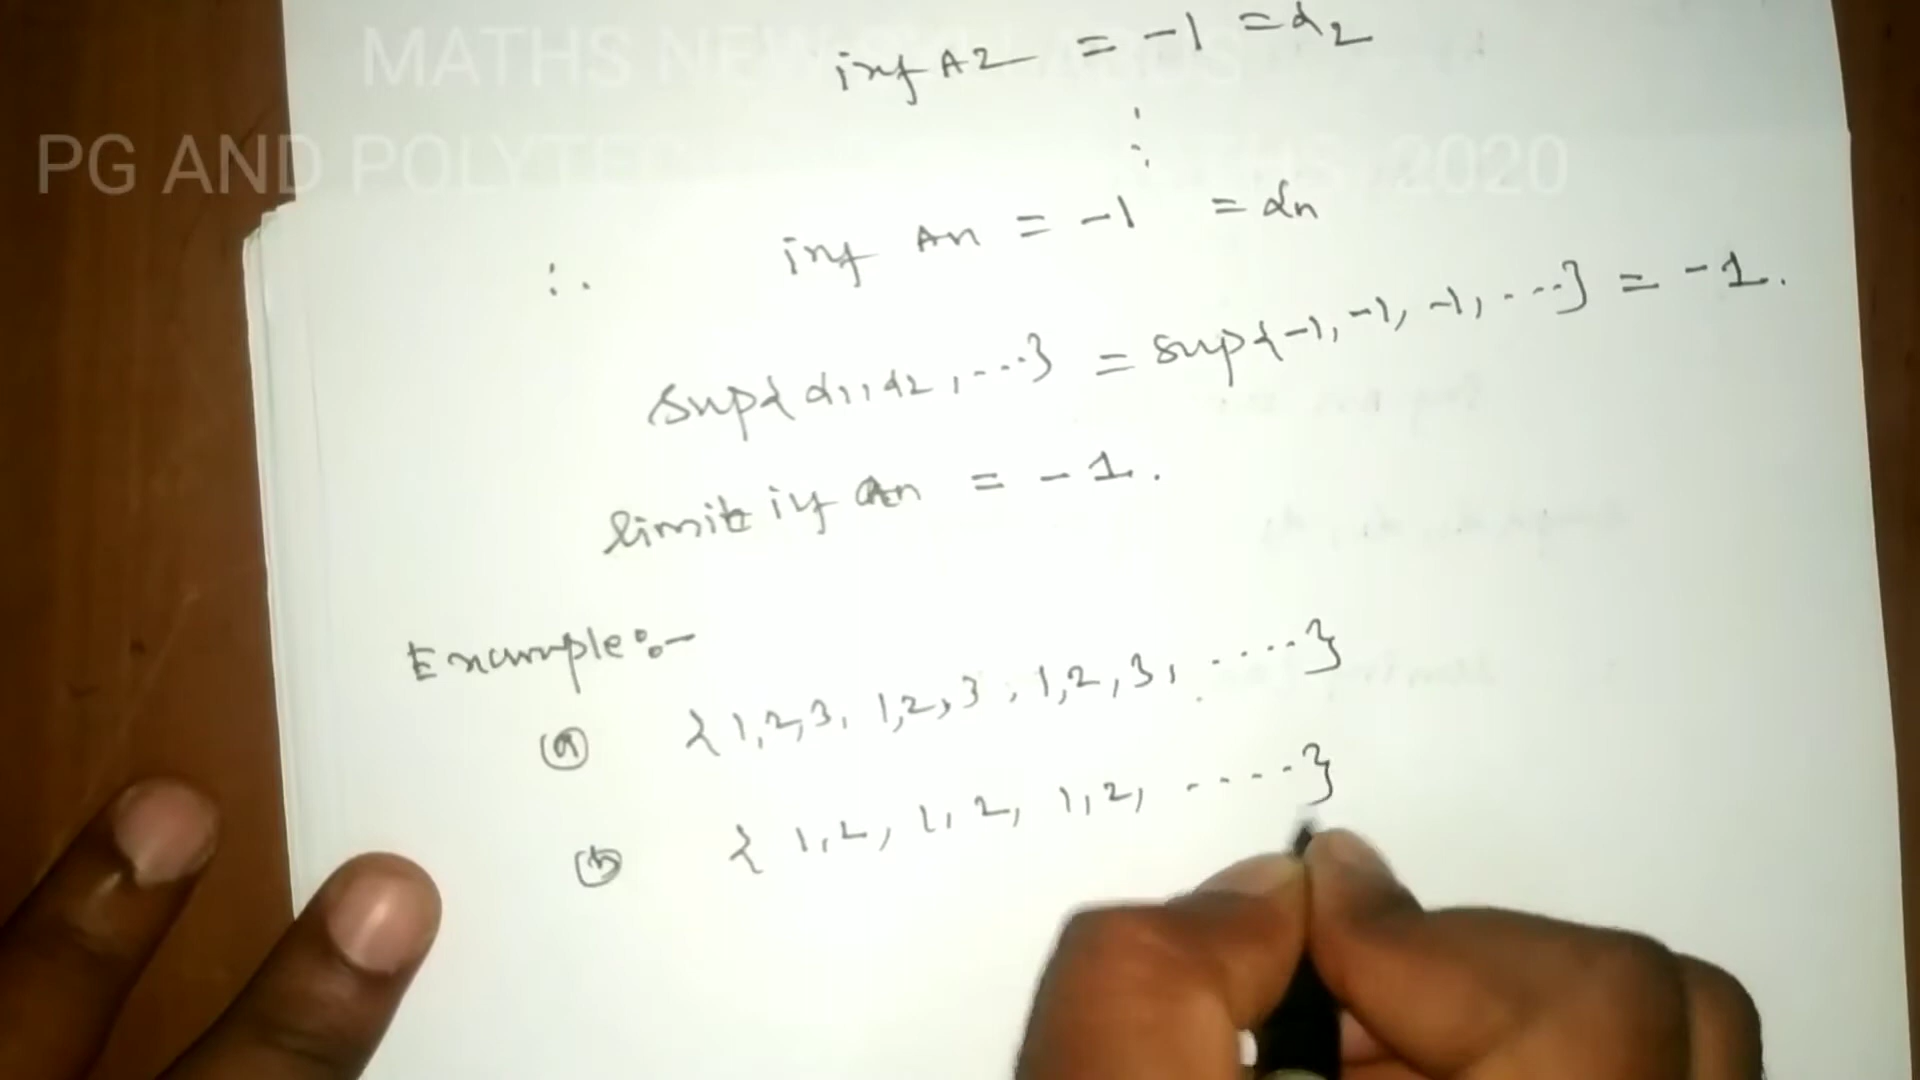 inf A2 = -1 = α2
⋮
inf An = -1 = αn
∴
sup{α1, α2, ...} = sup{-1, -1, -1, ...} = -1.
limit if an = -1.
Example:-
(a) {1,2,3, 1,2,3, 1,2,3, .....}
(b) {1,2, 1,2, 1,2, .....}
MATHS NEW SYLLABUS
PG AND 2020